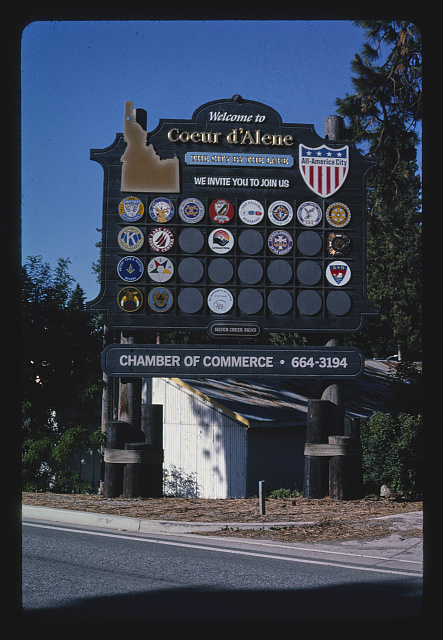 Welcome to
Coeur d'Alene
THE CITY BY THE LAKE
All-America City
WE INVITE YOU TO JOIN US
K
SILVER CREEK SIGNS
CHAMBER OF COMMERCE • 664-3194